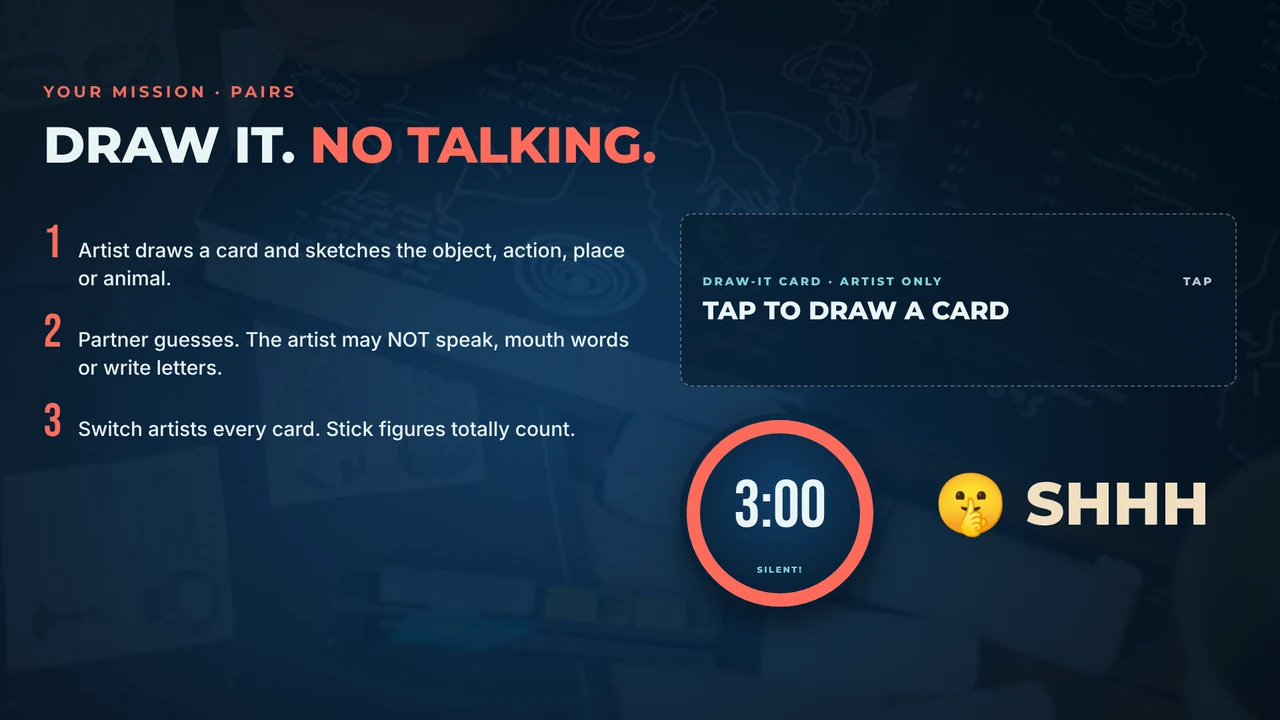 YOUR MISSION · PAIRS
DRAW IT. NO TALKING.
1 Artist draws a card and sketches the object, action, place
or animal.
2 Partner guesses. The artist may NOT speak, mouth words
or write letters.
3 Switch artists every card. Stick figures totally count.
DRAW-IT CARD · ARTIST ONLY
TAP
TAP TO DRAW A CARD
3:00
SILENT!
🤫 SHHH